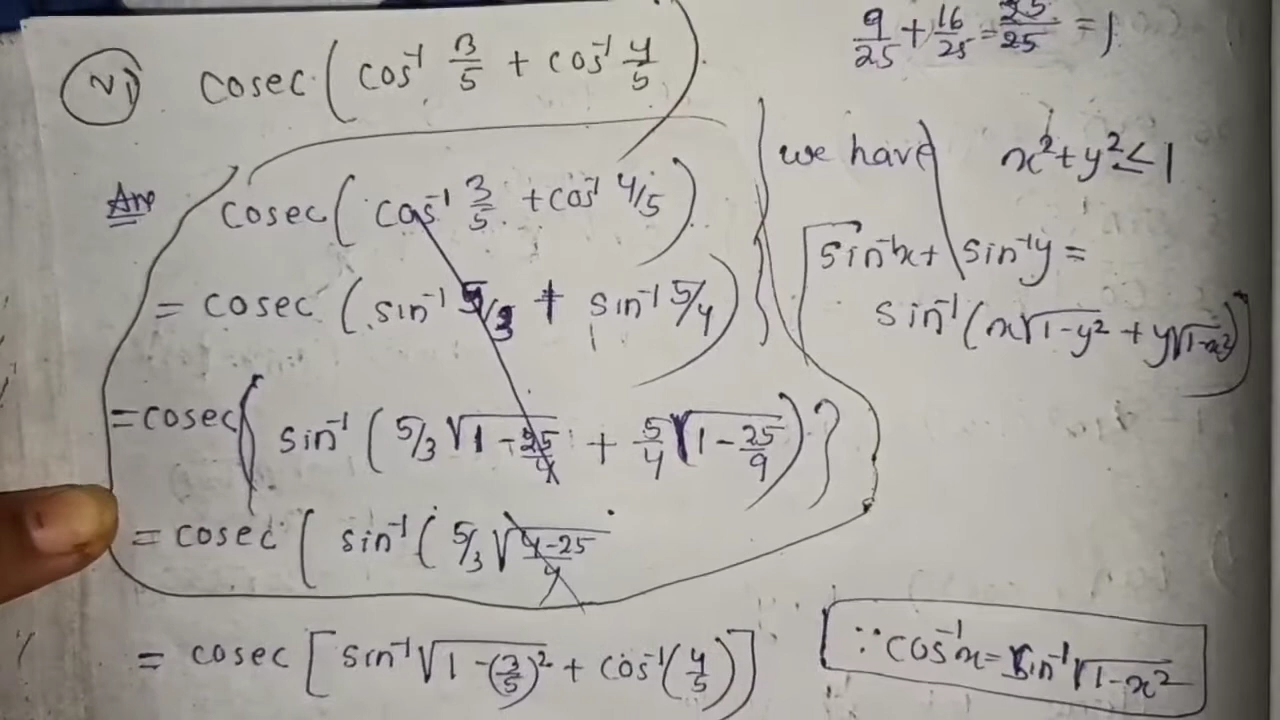 vi) cosec (cos⁻¹ 3/5 + cos⁻¹ 4/5)
9/25 + 16/25 = 25/25 = 1
we have x² + y² ≤ 1
sin⁻¹x + sin⁻¹y =
sin⁻¹(x√1-y² + y√1-x²)
Ans cosec (cos⁻¹ 3/5 + cos⁻¹ 4/5)
= cosec (sin⁻¹ 5/3 + sin⁻¹ 5/4)
= cosec { sin⁻¹ (5/3 √1 - 25/4 + 5/4 √1 - 25/9) }
= cosec [ sin⁻¹ ( 5/3 √4-25/4
= cosec [ sin⁻¹ √1 - (3/5)² + cos⁻¹ (4/5) ]
∵ cos⁻¹x = sin⁻¹ √1-x²